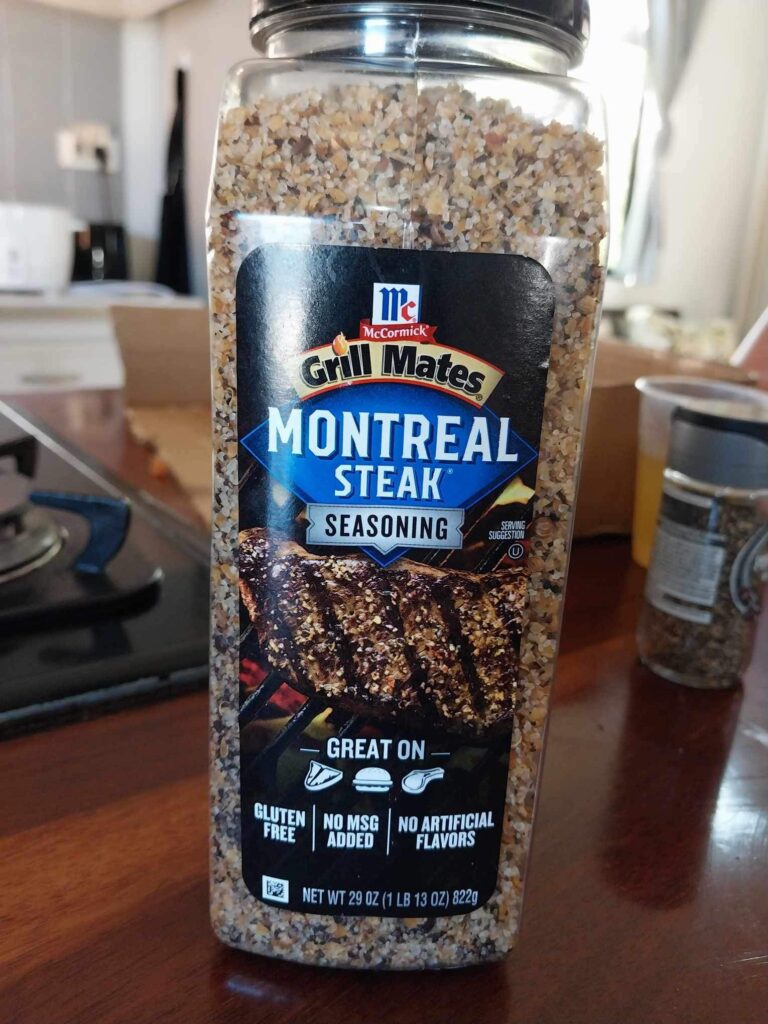 Mc
McCormick®
Grill Mates®
MONTREAL
STEAK®
SEASONING
SERVING
SUGGESTION
U
GREAT ON
GLUTEN
FREE
NO MSG
ADDED
NO ARTIFICIAL
FLAVORS
NET WT 29 OZ (1 LB 13 OZ) 822g